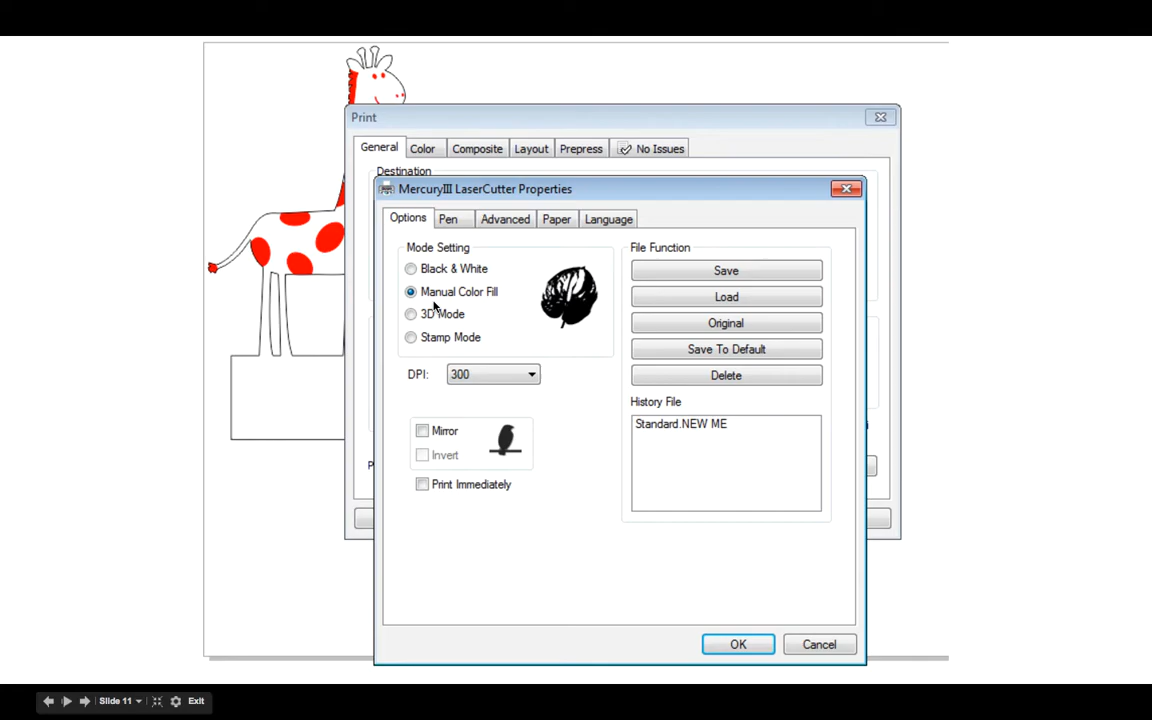 Print
General Color Composite Layout Prepress No Issues
Destination
MercuryIII LaserCutter Properties
Options Pen Advanced Paper Language
Mode Setting
Black & White
Manual Color Fill
3D Mode
Stamp Mode
DPI: 300
Mirror
Invert
Print Immediately
File Function
Save
Load
Original
Save To Default
Delete
History File
Standard.NEW ME
OK Cancel
Slide 11 Exit